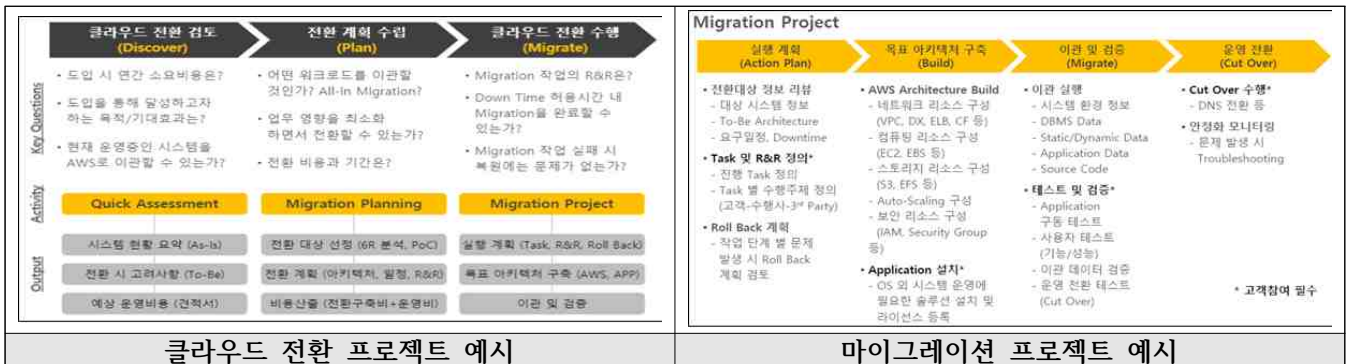 클라우드 전환 검토
(Discover)
전환 계획 수립
(Plan)
클라우드 전환 수행
(Migrate)
Key Questions
• 도입 시 연간 소요비용은?
• 도입을 통해 달성하고자
하는 목적/기대효과는?
• 현재 운영중인 시스템을
AWS로 이관할 수 있는가?
• 어떤 워크로드를 이관할
것인가? All-In Migration?
• 업무 영향을 최소화
하면서 전환할 수 있는가?
• 전환 비용과 기간은?
• Migration 작업의 R&R은?
• Down Time 허용시간 내
Migration을 완료할 수
있는가?
• Migration 작업 실패 시
복원에는 문제가 없는가?
Activity
Quick Assessment
Migration Planning
Migration Project
Output
시스템 현황 요약 (As-Is)
전환 대상 선정 (6R 분석, PoC)
실행 계획 (Task, R&R, Roll Back)
전환 시 고려사항 (To-Be)
전환 계획 (아키텍처, 일정, R&R)
목표 아키텍처 구축 (AWS, APP)
예상 운영비용 (견적서)
비용산출 (전환구축비+운영비)
이관 및 검증
클라우드 전환 프로젝트 예시
Migration Project
실행 계획
(Action Plan)
목표 아키텍처 구축
(Build)
이관 및 검증
(Migrate)
운영 전환
(Cut Over)
• 전환대상 정보 리뷰
- 대상 시스템 정보
- To-Be Architecture
- 요구일정, Downtime
• Task 및 R&R 정의*
- 진행 Task 정의
- Task 별 수행주체 정의
(고객-수행사-3rd Party)
• Roll Back 계획
- 작업 단계 별 문제
발생 시 Roll Back
계획 검토
• AWS Architecture Build
- 네트워크 리소스 구성
(VPC, DX, ELB, CF 등)
- 컴퓨팅 리소스 구성
(EC2, EBS 등)
- 스토리지 리소스 구성
(S3, EFS 등)
- Auto-Scaling 구성
- 보안 리소스 구성
(IAM, Security Group
등)
• Application 설치*
- OS 외 시스템 운영에
필요한 솔루션 설치 및
라이선스 등록
• 이관 실행
- 시스템 환경 정보
- DBMS Data
- Static/Dynamic Data
- Application Data
- Source Code
• 테스트 및 검증*
- Application
구동 테스트
- 사용자 테스트
(기능/성능)
- 이관 데이터 검증
- 운영 전환 테스트
(Cut Over)
• Cut Over 수행*
- DNS 전환 등
• 안정화 모니터링
- 문제 발생 시
Troubleshooting
* 고객참여 필수
마이그레이션 프로젝트 예시